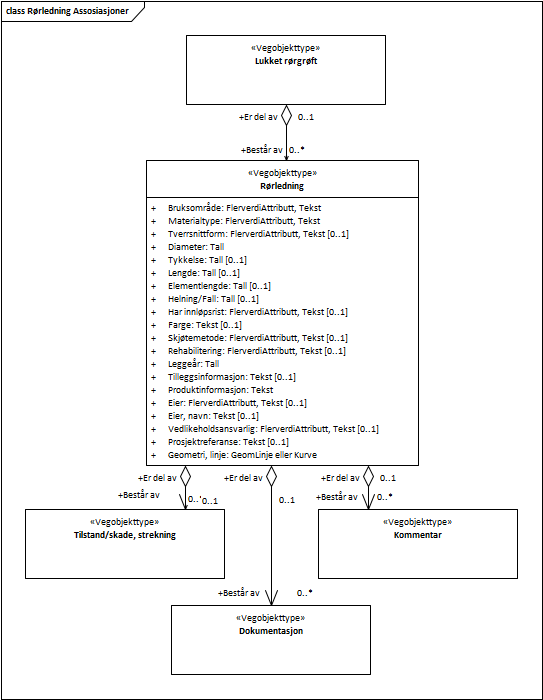 class Rørledning Assosiasjoner
«Vegobjekttype»
Lukket rørgrøft
+Er del av 0..1
+Består av 0..*
«Vegobjekttype»
Rørledning
+ Bruksområde: FlerverdiAttributt, Tekst
+ Materialtype: FlerverdiAttributt, Tekst
+ Tverrsnittform: FlerverdiAttributt, Tekst [0..1]
+ Diameter: Tall
+ Tykkelse: Tall [0..1]
+ Lengde: Tall [0..1]
+ Elementlengde: Tall [0..1]
+ Helning/Fall: Tall [0..1]
+ Har innløpsrist: FlerverdiAttributt, Tekst [0..1]
+ Farge: Tekst [0..1]
+ Skjøtemetode: FlerverdiAttributt, Tekst [0..1]
+ Rehabilitering: FlerverdiAttributt, Tekst [0..1]
+ Leggeår: Tall
+ Tilleggsinformasjon: Tekst [0..1]
+ Produktinformasjon: Tekst
+ Eier: FlerverdiAttributt, Tekst [0..1]
+ Eier, navn: Tekst [0..1]
+ Vedlikeholdsansvarlig: FlerverdiAttributt, Tekst [0..1]
+ Prosjektreferanse: Tekst [0..1]
+ Geometri, linje: GeomLinje eller Kurve
+Er del av +Er del av +Er del av 0..1
+Består av 0..* 0..1 0..1 +Består av 0..*
«Vegobjekttype»
Tilstand/skade, strekning
«Vegobjekttype»
Kommentar
+Består av 0..*
«Vegobjekttype»
Dokumentasjon